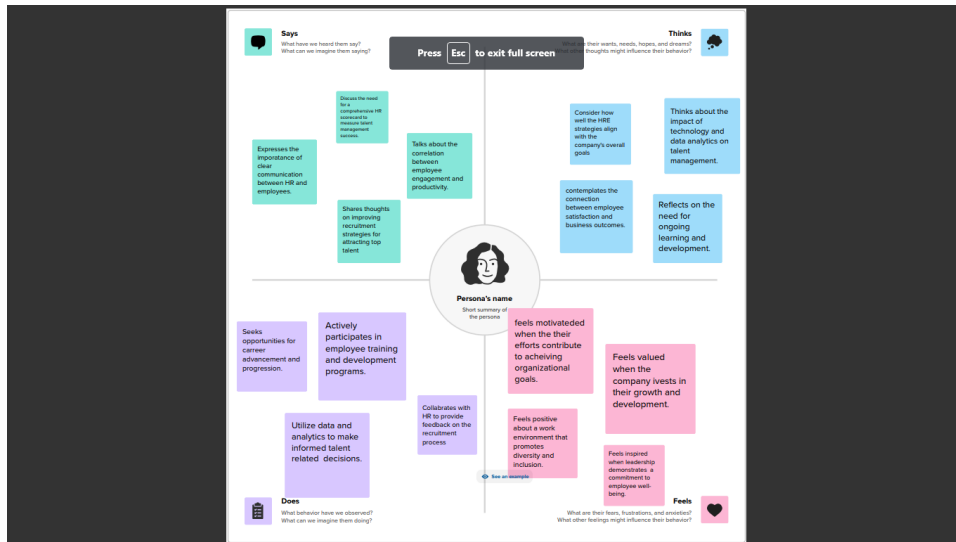 Says
What have we heard them say?
What can we imagine them saying?
Thinks
are their wants, needs, hopes, and dreams?
thoughts might influence their behavior?
Press Esc to exit full screen
Discuss the need
for a
comprehensive HR
scorecard to
measure talent
management
success.
Expresses the
imporatance of
clear
communication
between HR and
employees.
Talks about the
correlation
between
employee
engagement and
productivity.
Shares thoughts
on improving
recruitment
strategies for
attracting top
talent
Consider how
well the HRE
strategies align
with the
company's overall
goals
Thinks about the
impact of
technology and
data analytics on
talent
management.
contemplates the
connection
between employee
satisfaction and
business outcomes.
Reflects on the
need for
ongoing
learning and
development.
Persona's name
Short summary of
the persona
Seeks
opportunities for
carreer
advancement and
progression.
Actively
participates in
employee training
and development
programs.
Utilize data and
analytics to make
informed talent
related decisions.
Collabrates with
HR to provide
feedback on the
recruitment
process
feels motivateded
when the their
efforts contribute
to acheiving
organizational
goals.
Feels valued
when the
company ivests in
their growth and
development.
Feels positive
about a work
environment that
promotes
diversity and
inclusion.
Feels inspired
when leadership
demonstrates a
commitment to
employee well-
being.
See an example
Does
What behavior have we observed?
What can we imagine them doing?
Feels
What are their fears, frustrations, and anxieties?
What other feelings might influence their behavior?